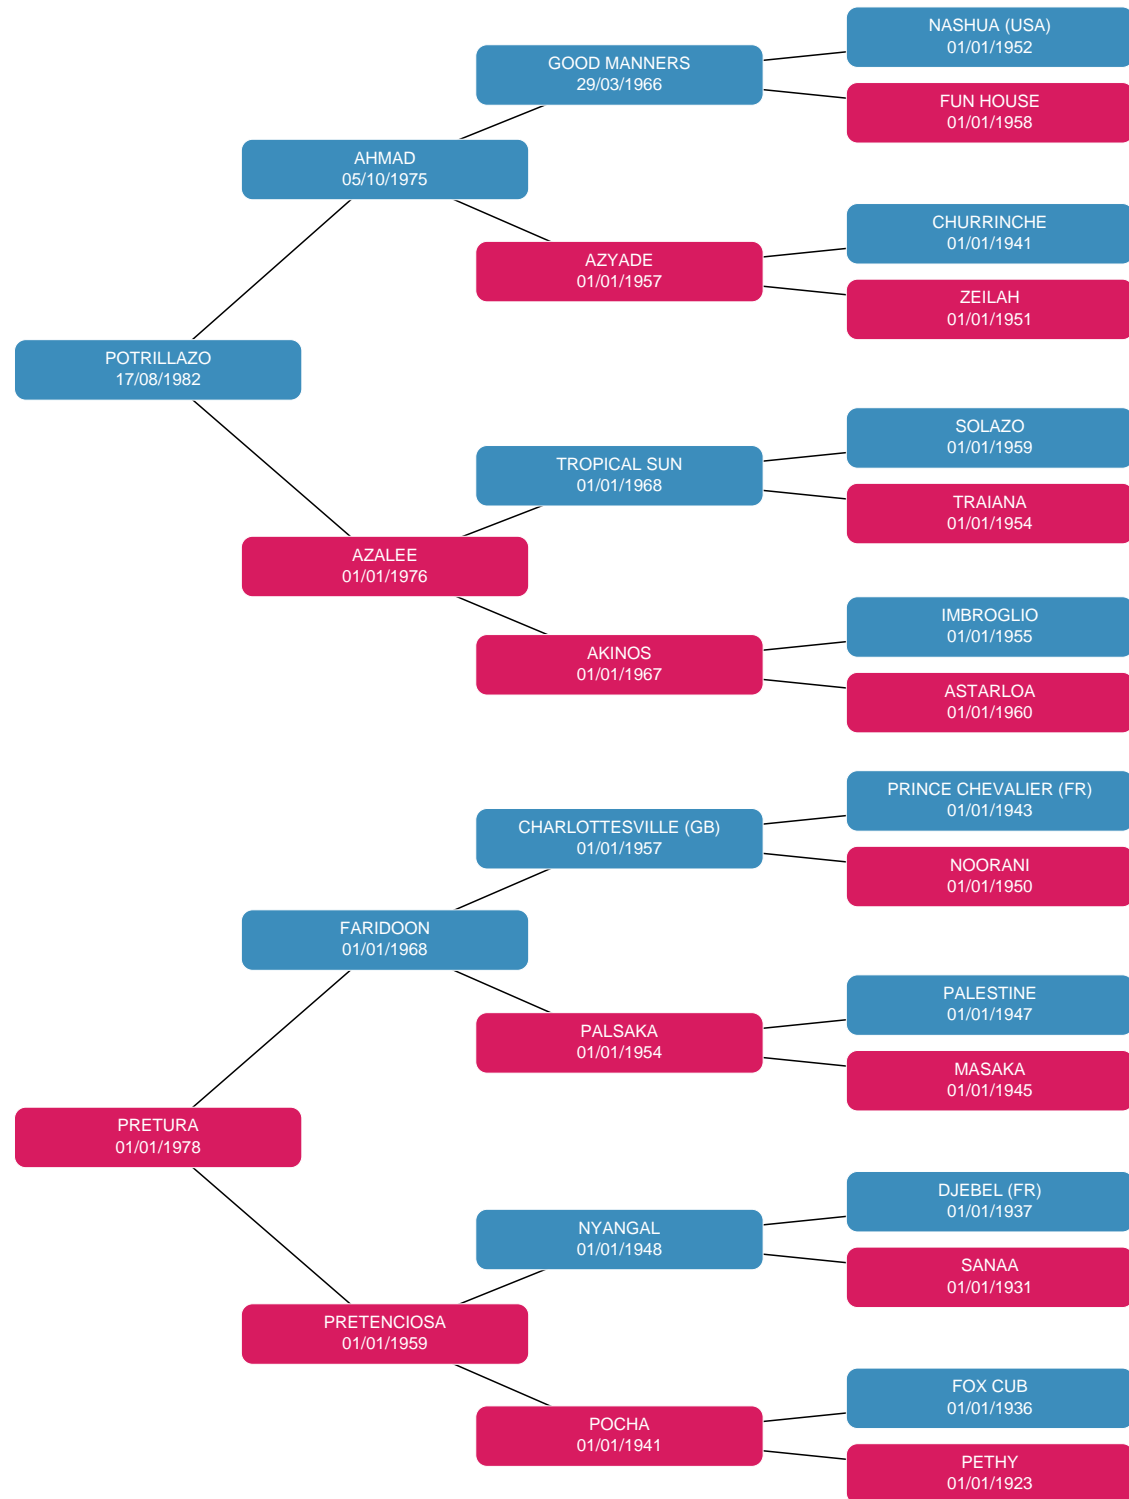 NASHUA (USA)
01/01/1952
GOOD MANNERS
29/03/1966
FUN HOUSE
01/01/1958
AHMAD
05/10/1975
CHURRINCHE
01/01/1941
AZYADE
01/01/1957
ZEILAH
01/01/1951
POTRILLAZO
17/08/1982
SOLAZO
01/01/1959
TROPICAL SUN
01/01/1968
TRAIANA
01/01/1954
AZALEE
01/01/1976
IMBROGLIO
01/01/1955
AKINOS
01/01/1967
ASTARLOA
01/01/1960
PRINCE CHEVALIER (FR)
01/01/1943
CHARLOTTESVILLE (GB)
01/01/1957
NOORANI
01/01/1950
FARIDOON
01/01/1968
PALESTINE
01/01/1947
PALSAKA
01/01/1954
MASAKA
01/01/1945
PRETURA
01/01/1978
DJEBEL (FR)
01/01/1937
NYANGAL
01/01/1948
SANAA
01/01/1931
PRETENCIOSA
01/01/1959
FOX CUB
01/01/1936
POCHA
01/01/1941
PETHY
01/01/1923